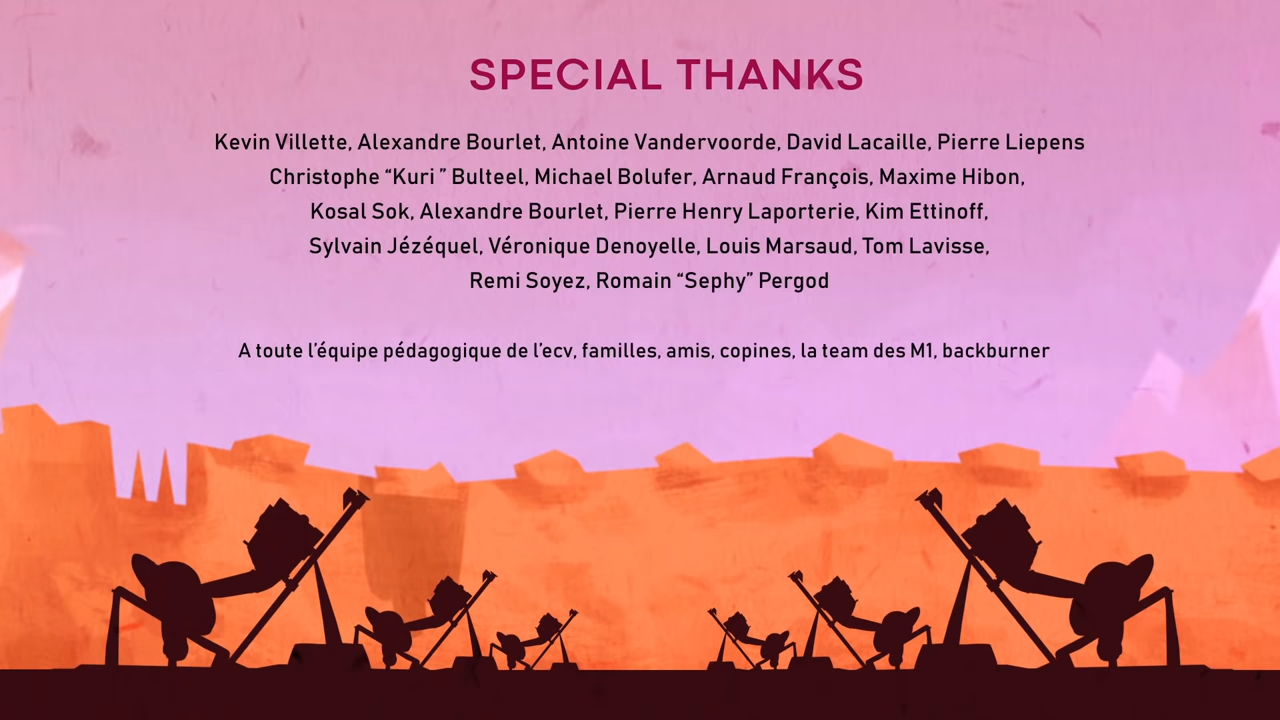 SPECIAL THANKS
Kevin Villette, Alexandre Bourlet, Antoine Vandervoorde, David Lacaille, Pierre Liepens
Christophe “Kuri ” Bulteel, Michael Bolufer, Arnaud François, Maxime Hibon,
Kosal Sok, Alexandre Bourlet, Pierre Henry Laporterie, Kim Ettinoff,
Sylvain Jézéquel, Véronique Denoyelle, Louis Marsaud, Tom Lavisse,
Remi Soyez, Romain “Sephy” Pergod
A toute l’équipe pédagogique de l’ecv, familles, amis, copines, la team des M1, backburner